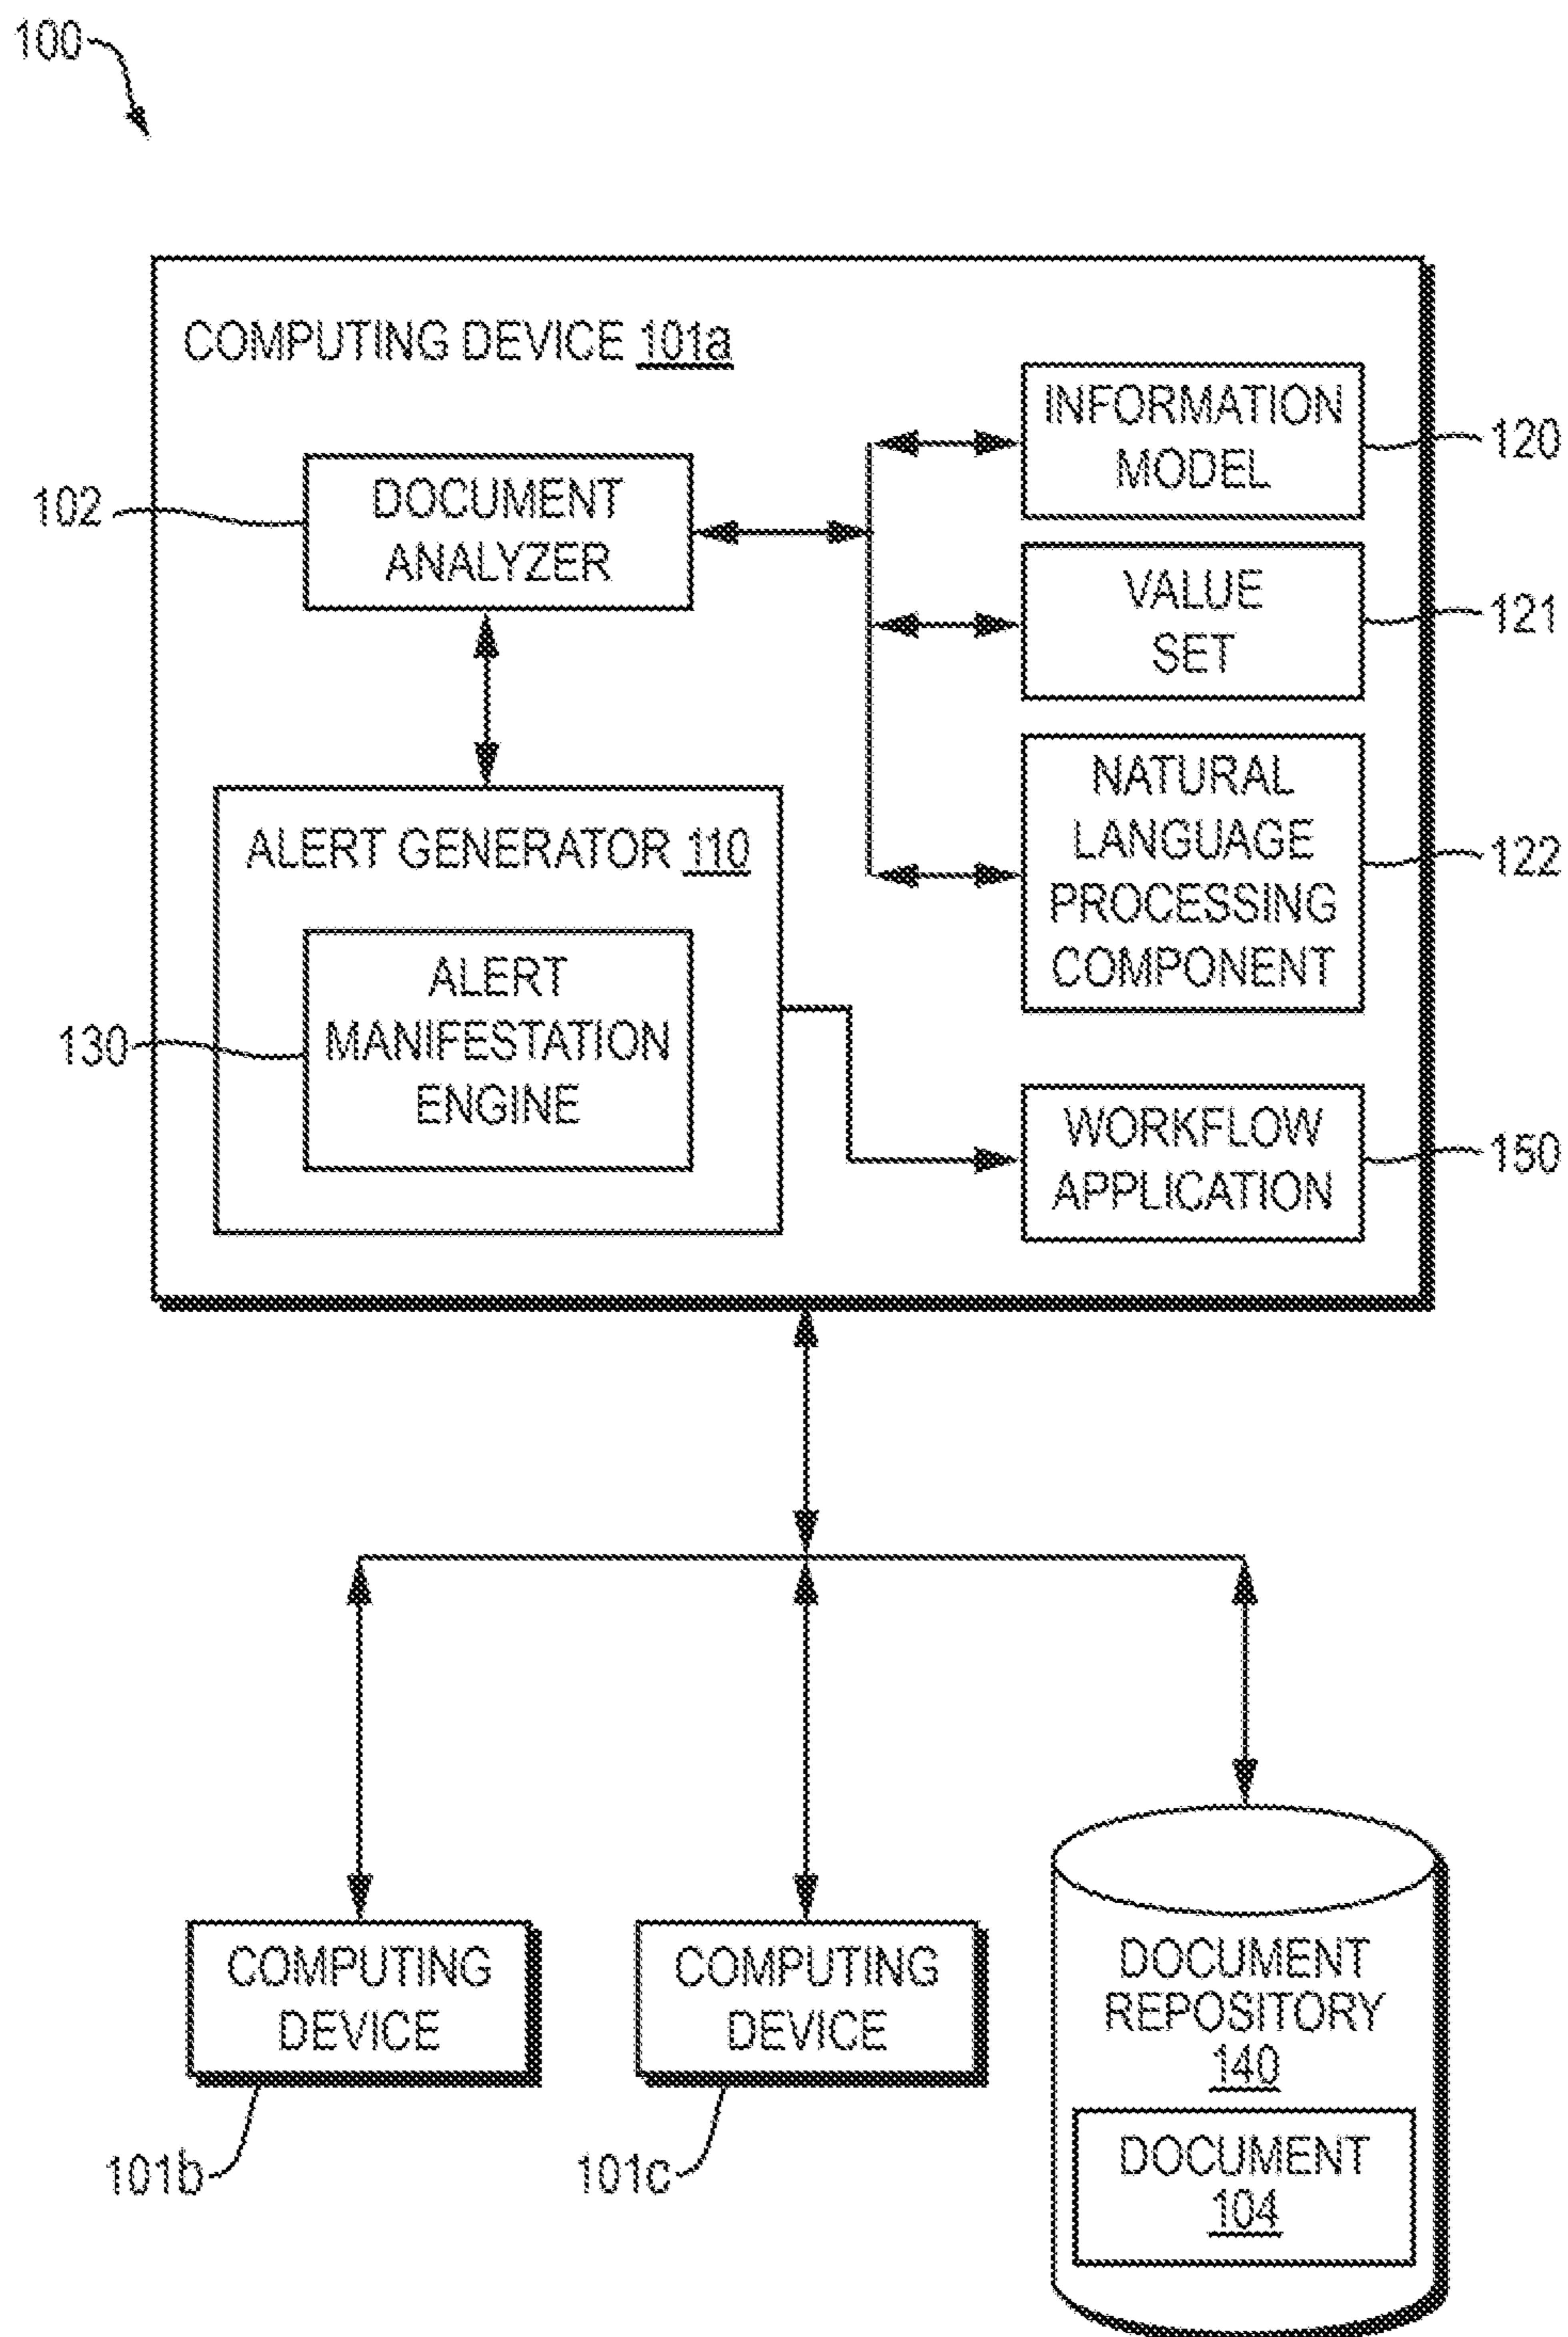 100
COMPUTING DEVICE 101a
INFORMATION
MODEL
120
102
DOCUMENT
ANALYZER
VALUE
SET
121
NATURAL
LANGUAGE
PROCESSING
COMPONENT
122
ALERT GENERATOR 110
ALERT
MANIFESTATION
ENGINE
130
WORKFLOW
APPLICATION
150
COMPUTING
DEVICE
101b
COMPUTING
DEVICE
101c
DOCUMENT
REPOSITORY
140
DOCUMENT
104